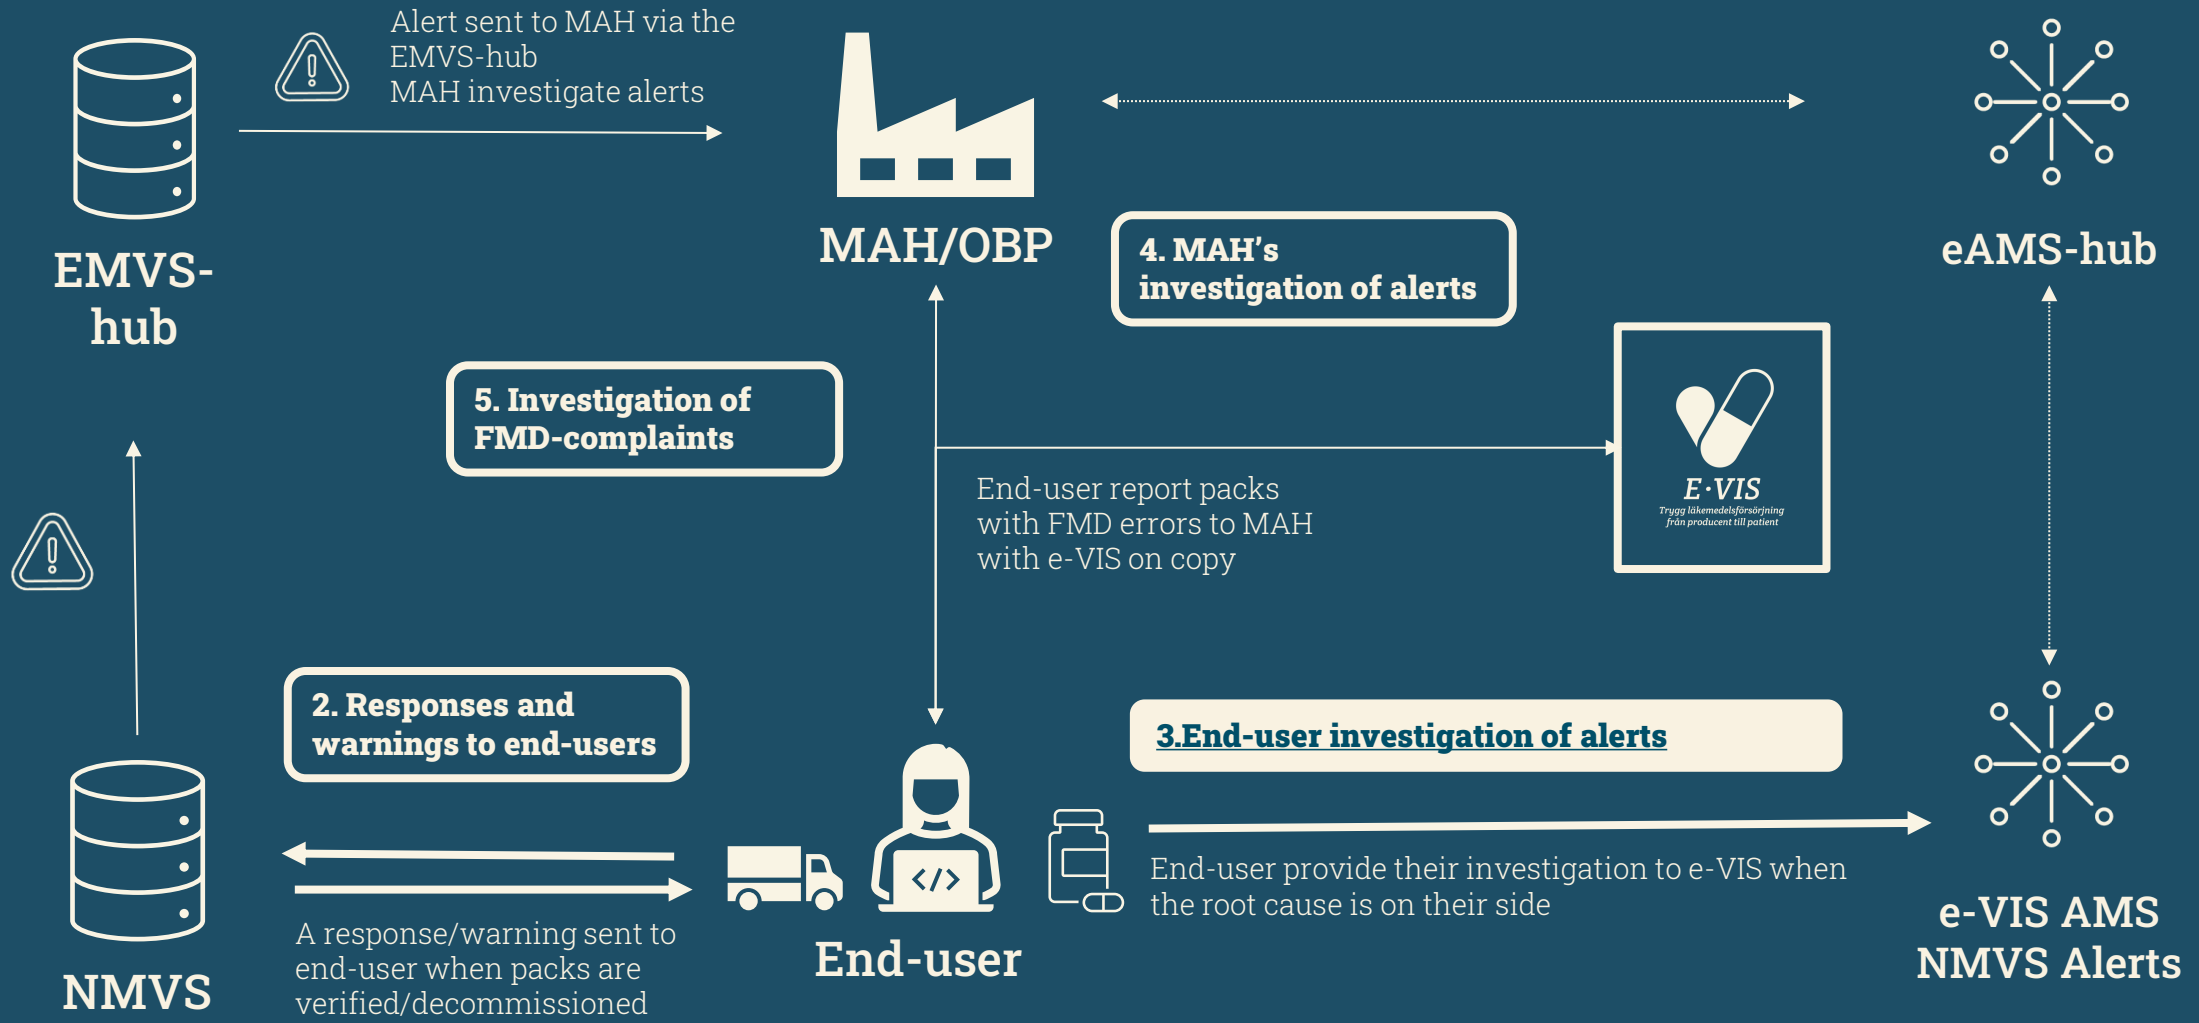 Alert sent to MAH via the
EMVS-hub
MAH investigate alerts
EMVS-
hub
MAH/OBP
4. MAH’s
investigation of alerts
eAMS-hub
5. Investigation of
FMD-complaints
E·VIS
Trygg läkemedelsförsörjning
från producent till patient
End-user report packs
with FMD errors to MAH
with e-VIS on copy
2. Responses and
warnings to end-users
3.End-user investigation of alerts
</>
End-user provide their investigation to e-VIS when
the root cause is on their side
A response/warning sent to
end-user when packs are
verified/decommissioned
NMVS
End-user
e-VIS AMS
NMVS Alerts